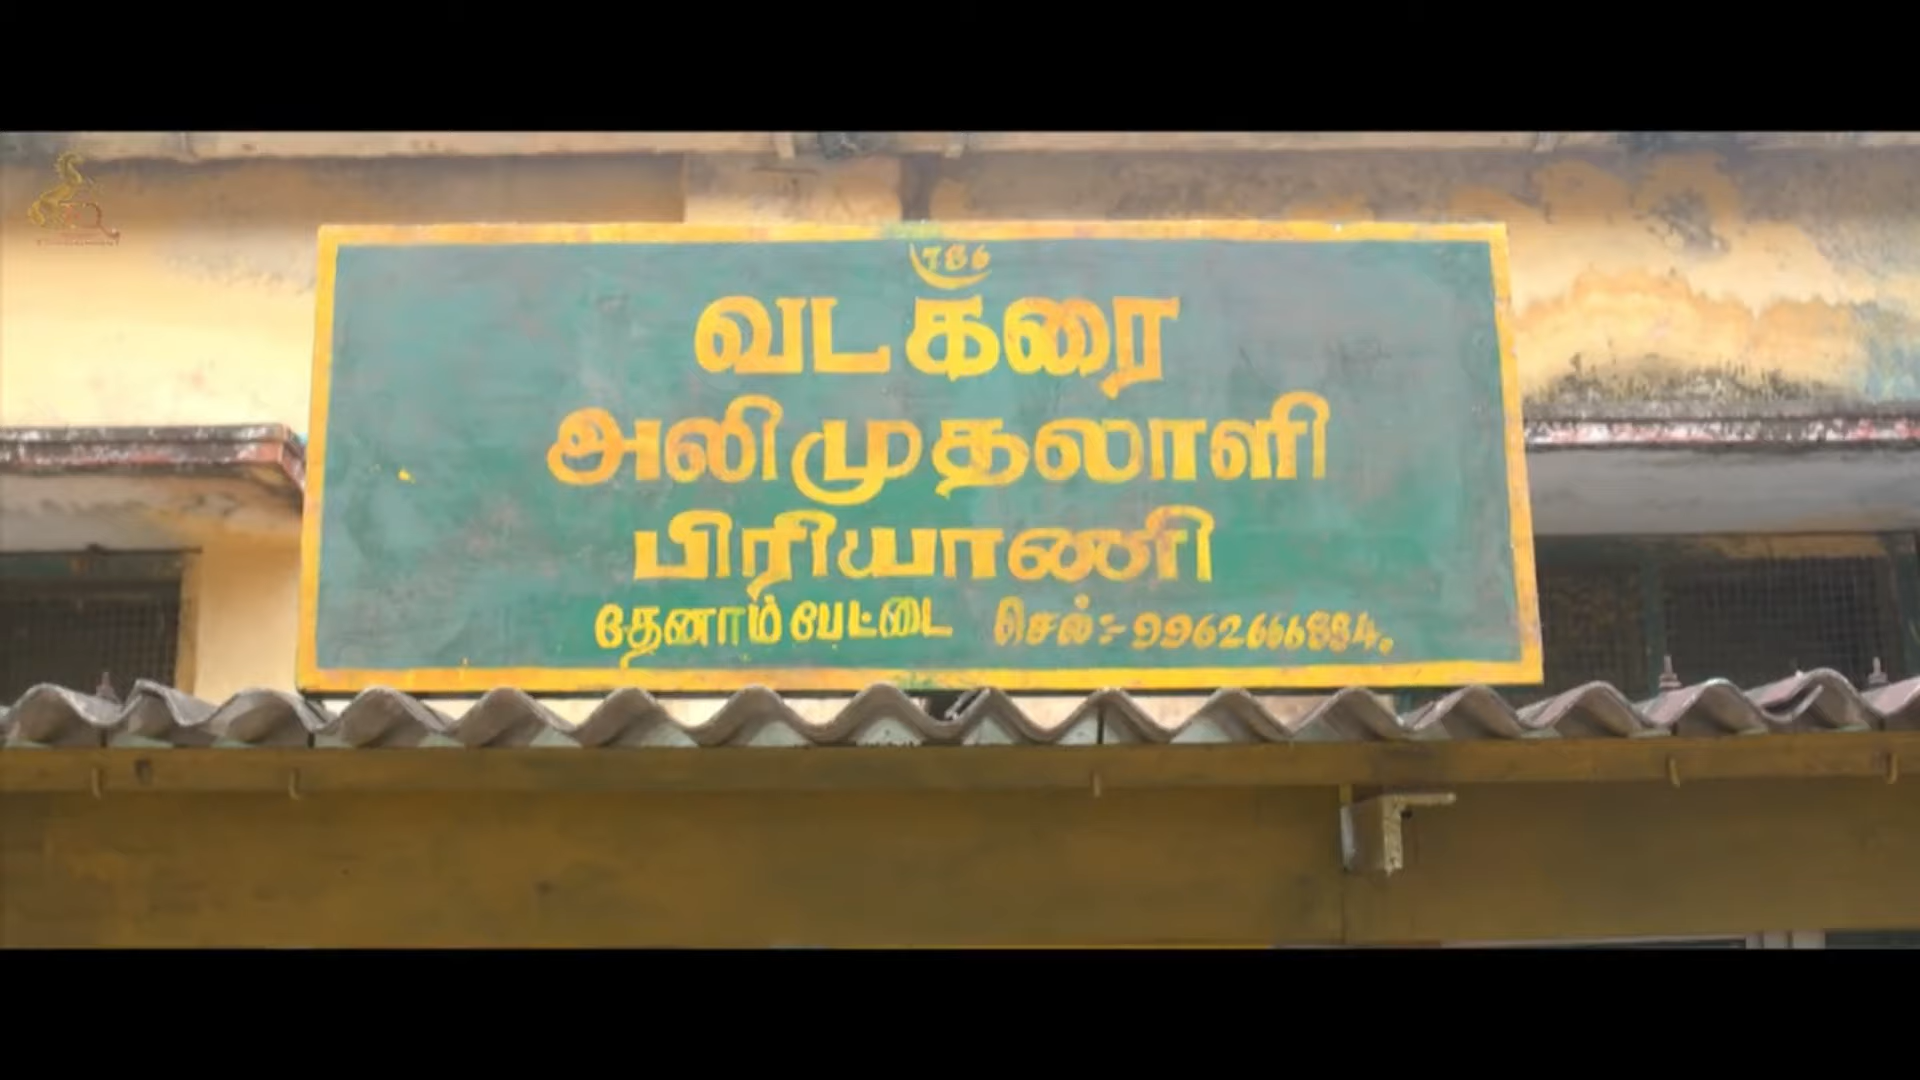 786
வடகரை
அலிமுதலாளி
பிரியாணி
தேனாம்பேட்டை செல்:-9962666884.